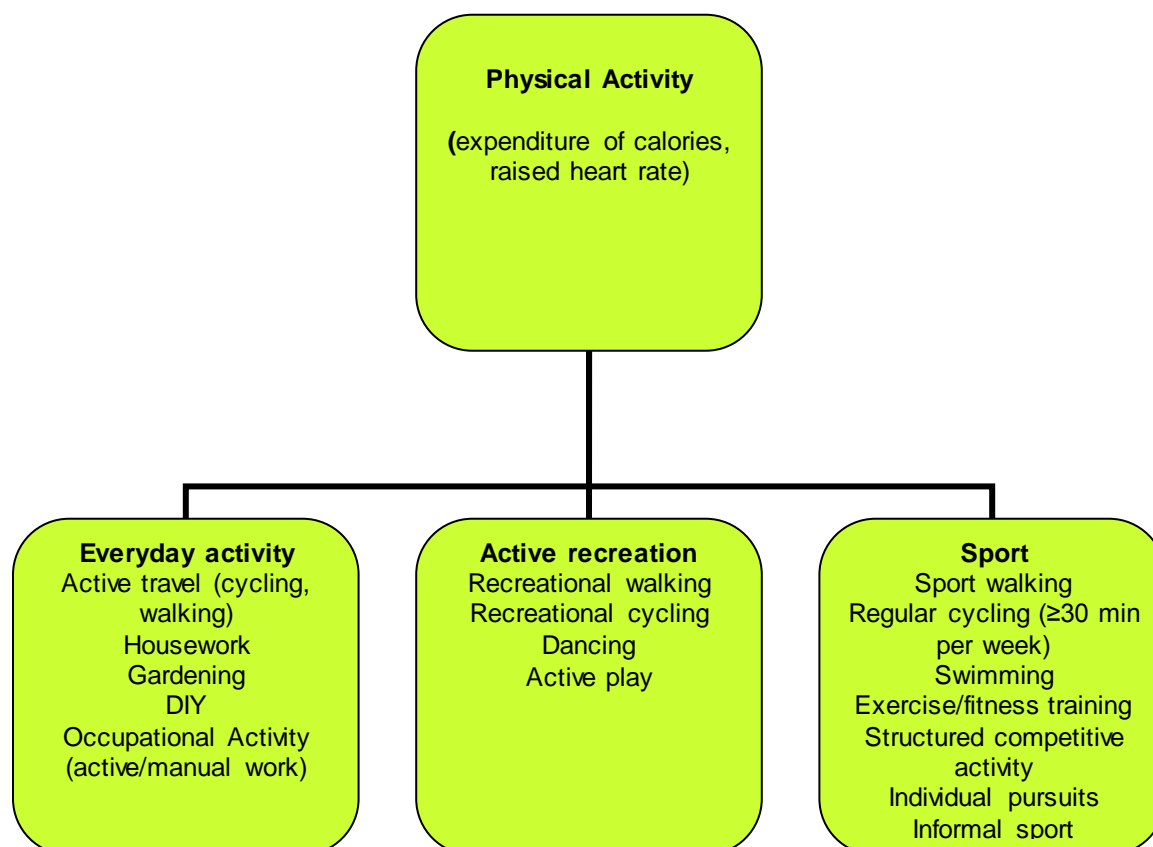 Physical Activity
(expenditure of calories,
raised heart rate)
Everyday activity
Active travel (cycling,
walking)
Housework
Gardening
DIY
Occupational Activity
(active/manual work)
Active recreation
Recreational walking
Recreational cycling
Dancing
Active play
Sport
Sport walking
Regular cycling (≥30 min
per week)
Swimming
Exercise/fitness training
Structured competitive
activity
Individual pursuits
Informal sport